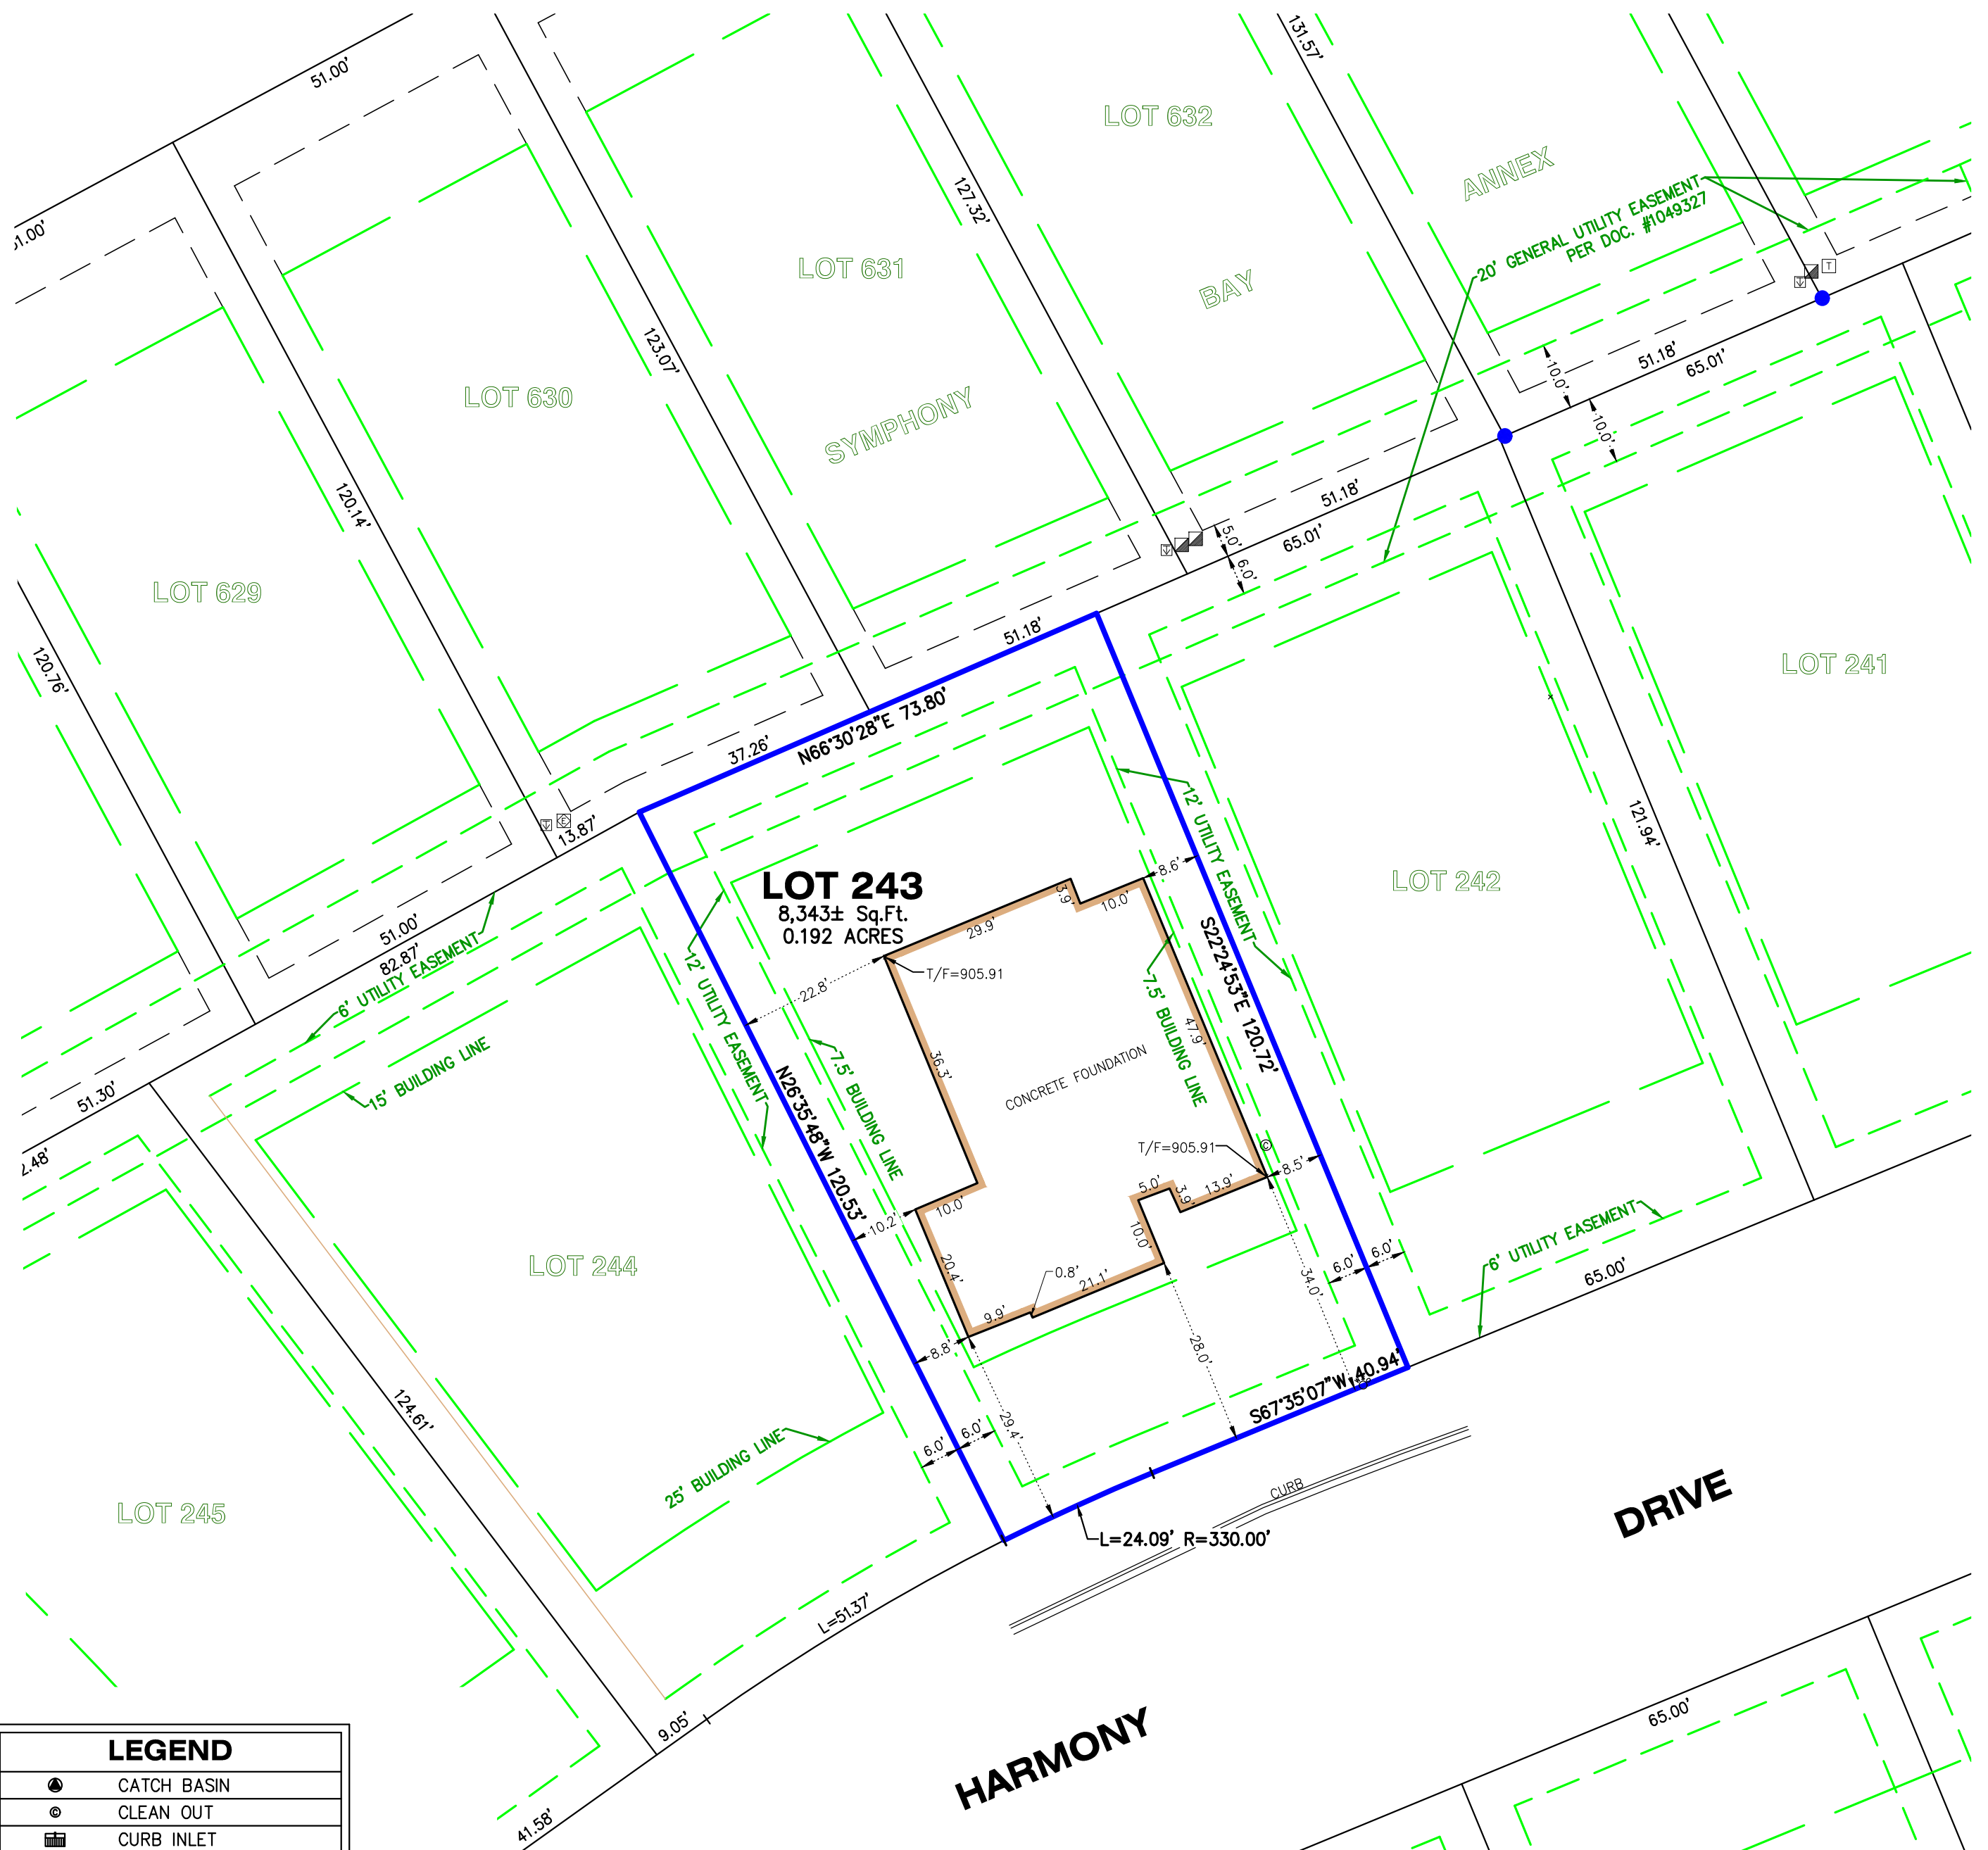 51.00'
131.57'
LOT 632
ANNEX
20' GENERAL UTILITY EASEMENT
PER DOC. #1049327
127.32'
LOT 631
BAY
T
123.07'
LOT 630
SYMPHONY
51.18'
65.01'
10.0'
10.0'
120.14'
LOT 629
51.18'
65.01'
5.0'
6.0'
120.76'
51.18'
LOT 241
N66°30'28"E 73.80'
37.26'
13.87'
E
121.94'
LOT 242
12' UTILITY EASEMENT
LOT 243
8,343± Sq.Ft.
0.192 ACRES
8.6'
3.9'
10.0'
29.9'
T/F=905.91
22.8'
51.00'
82.87'
6' UTILITY EASEMENT
12' UTILITY EASEMENT
S22°24'53"E 120.72'
7.5' BUILDING LINE
47.9'
36.3'
CONCRETE FOUNDATION
15' BUILDING LINE
51.30'
7.5' BUILDING LINE
N26°35'48"W 120.53'
T/F=905.91
C
8.5'
5.0'
3.9'
13.9'
10.2'
10.0'
10.0'
20.4'
0.8'
21.1'
9.9'
8.8'
34.0'
28.0'
29.4'
6.0'
6.0'
6' UTILITY EASEMENT
65.00'
LOT 244
124.61'
25' BUILDING LINE
6.0'
6.0'
S67°35'07"W 40.94'
LOT 245
CURB
L=24.09' R=330.00'
DRIVE
L=51.37'
9.05'
HARMONY
65.00'
41.58'
LEGEND
CATCH BASIN
C CLEAN OUT
CURB INLET